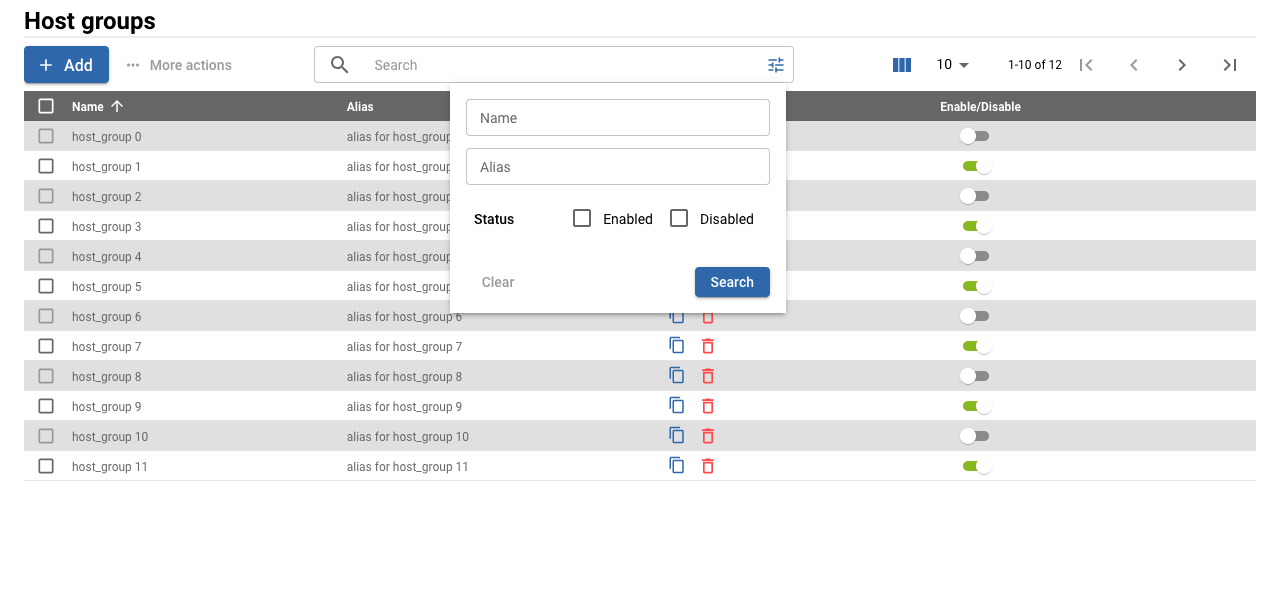 Host groups
Add More actions Search 10 1-10 of 12
Name Alias Enable/Disable
host_group 0 alias for host_group
host_group 1 alias for host_group
host_group 2 alias for host_group
host_group 3 alias for host_group
host_group 4 alias for host_group
host_group 5 alias for host_group
host_group 6 alias for host_group 6
host_group 7 alias for host_group 7
host_group 8 alias for host_group 8
host_group 9 alias for host_group 9
host_group 10 alias for host_group 10
host_group 11 alias for host_group 11
Name
Alias
Status Enabled Disabled
Clear Search